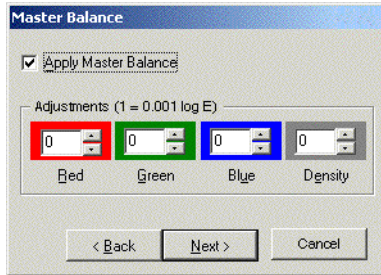 Master Balance
Apply Master Balance
Adjustments (1 = 0.001 log E)
0 0 0 0
Red Green Blue Density
< Back Next > Cancel